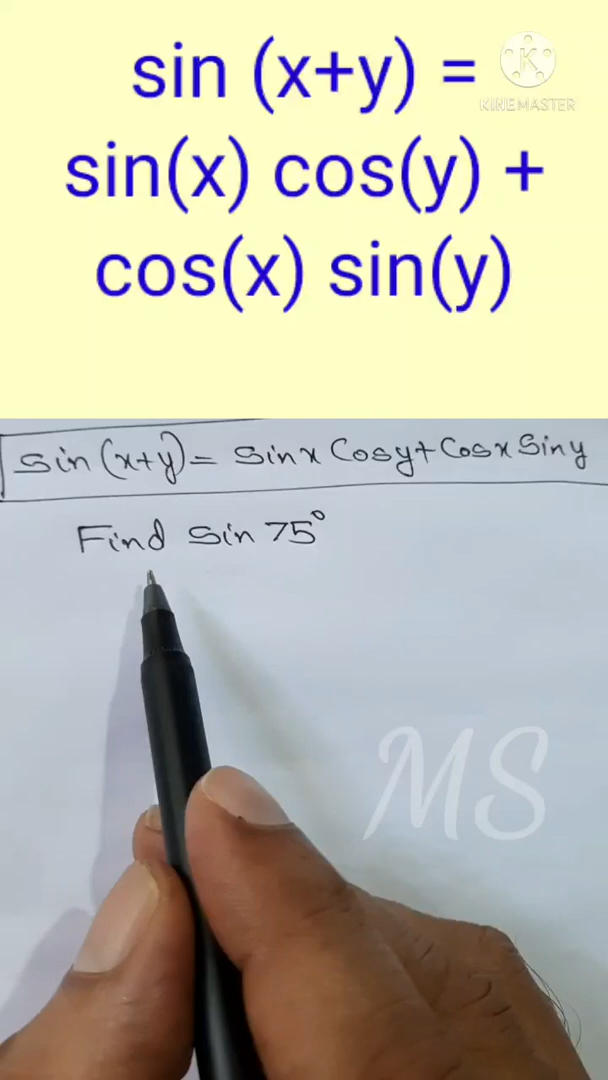 sin (x+y) =
KINEMASTER
sin(x) cos(y) +
cos(x) sin(y)
Sin (x+y) = Sinx Cosy + Cosx Siny
Find Sin 75°
MS